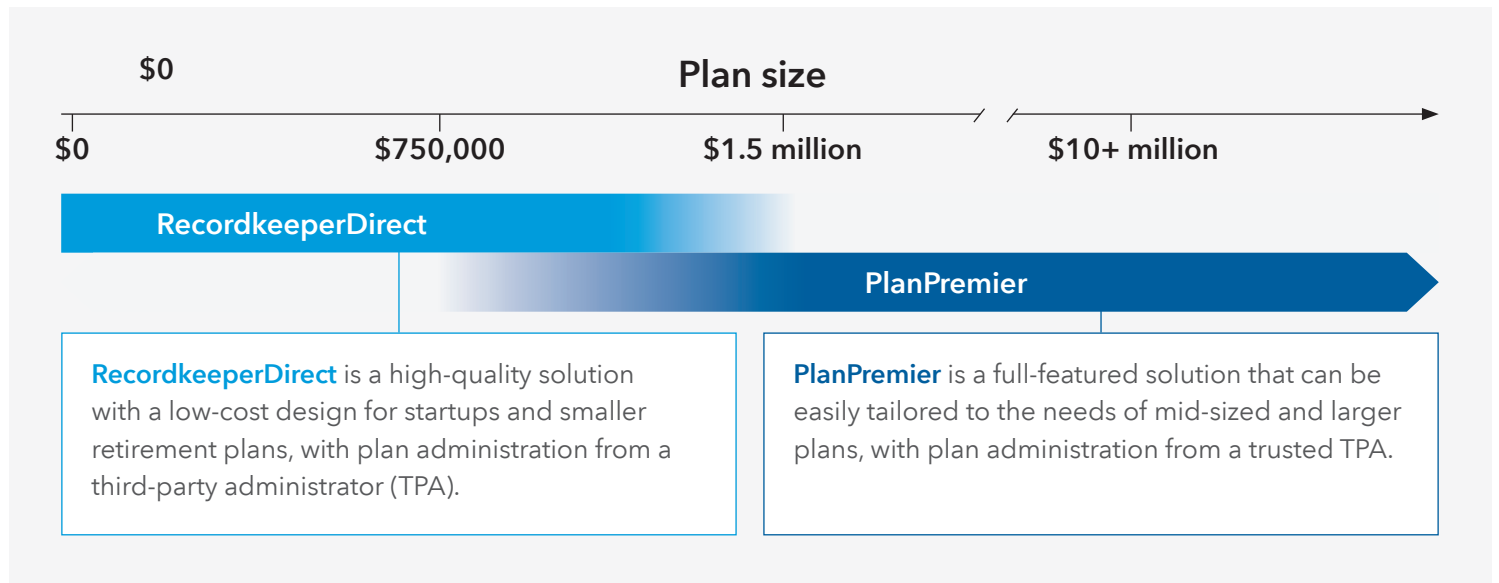 $0
Plan size
$0 $750,000 $1.5 million $10+ million
RecordkeeperDirect
PlanPremier
RecordkeeperDirect is a high-quality solution
with a low-cost design for startups and smaller
retirement plans, with plan administration from a
third-party administrator (TPA).
PlanPremier is a full-featured solution that can be
easily tailored to the needs of mid-sized and larger
plans, with plan administration from a trusted TPA.